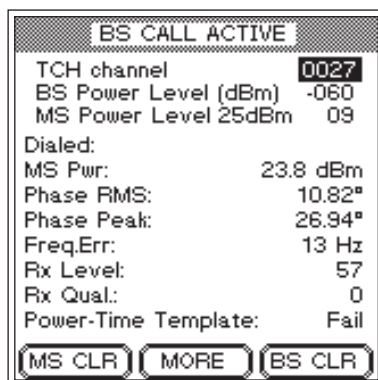 BS CALL ACTIVE
TCH channel 0027
BS Power Level (dBm) -060
MS Power Level 25dBm 09
Dialed:
MS Pwr: 23.8 dBm
Phase RMS: 10.82°
Phase Peak: 26.94°
Freq.Err: 13 Hz
Rx Level: 57
Rx Qual.: 0
Power-Time Template: Fail
MS CLR MORE BS CLR